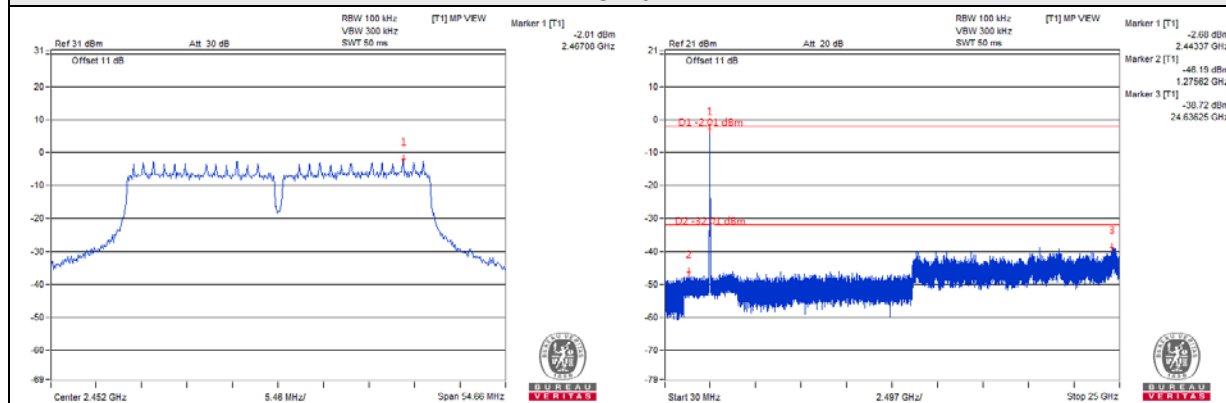 RBW 100 kHz [T1] MP VIEW
VBW 300 kHz
SWT 50 ms
Marker 1 [T1]
-2.01 dBm
2.46708 GHz
Ref 31 dBm Att 30 dB
Offset 11 dB
31
20
10
0
-10
-20
-30
-40
-50
-60
-69
1
Center 2.452 GHz 5.46 MHz/ Span 54.66 MHz
BUREAU
VERITAS
RBW 100 kHz [T1] MP VIEW
VBW 300 kHz
SWT 50 ms
Marker 1 [T1]
-2.68 dBm
2.44337 GHz
Marker 2 [T1]
-46.19 dBm
1.27562 GHz
Marker 3 [T1]
-38.72 dBm
24.63625 GHz
Ref 21 dBm Att 20 dB
Offset 11 dB
21
10
0
-10
-20
-30
-40
-50
-60
-70
-79
1
D1 -2.01 dBm
D2 -32.01 dBm
2
3
Start 30 MHz 2.497 GHz/ Stop 25 GHz
BUREAU
VERITAS